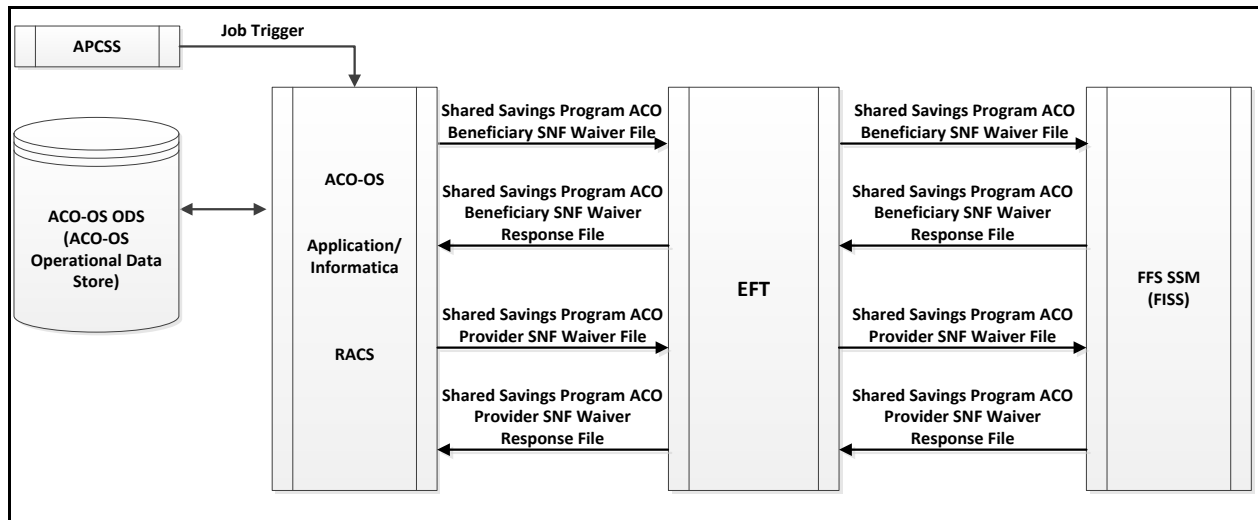 APCSS
Job Trigger
ACO-OS ODS
(ACO-OS
Operational Data
Store)
ACO-OS
Application/
Informatica
RACS
Shared Savings Program ACO
Beneficiary SNF Waiver File
Shared Savings Program ACO
Beneficiary SNF Waiver
Response File
Shared Savings Program ACO
Provider SNF Waiver File
Shared Savings Program ACO
Provider SNF Waiver
Response File
EFT
Shared Savings Program ACO
Beneficiary SNF Waiver File
Shared Savings Program ACO
Beneficiary SNF Waiver
Response File
Shared Savings Program ACO
Provider SNF Waiver File
Shared Savings Program ACO
Provider SNF Waiver
Response File
FFS SSM
(FISS)